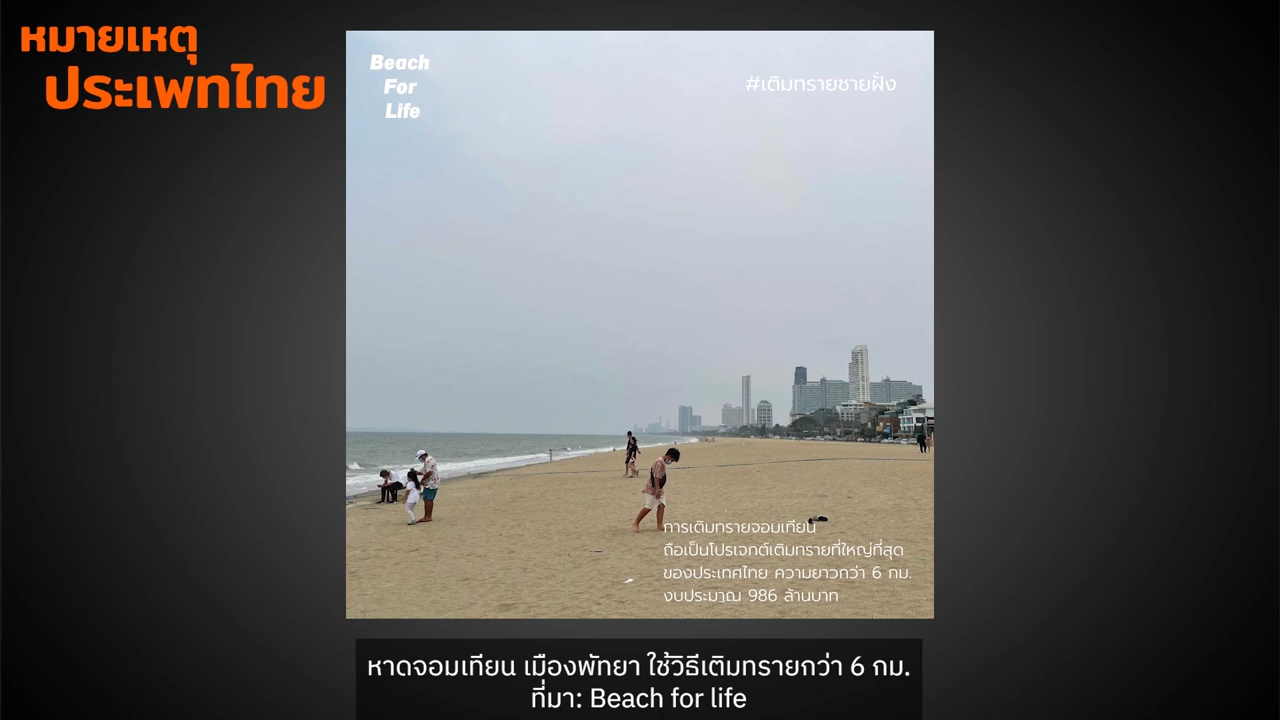 หมายเหตุ
ประเพทไทย
Beach
For
Life
#เติมทรายชายฝั่ง
การเติมทรายจอมเทียน
ถือเป็นโปรเจกต์เติมทรายที่ใหญ่ที่สุด
ของประเทศไทย ความยาวกว่า 6 กม.
งบประมาณ 986 ล้านบาท
หาดจอมเทียน เมืองพัทยา ใช้วิธีเติมทรายกว่า 6 กม.
ที่มา: Beach for life